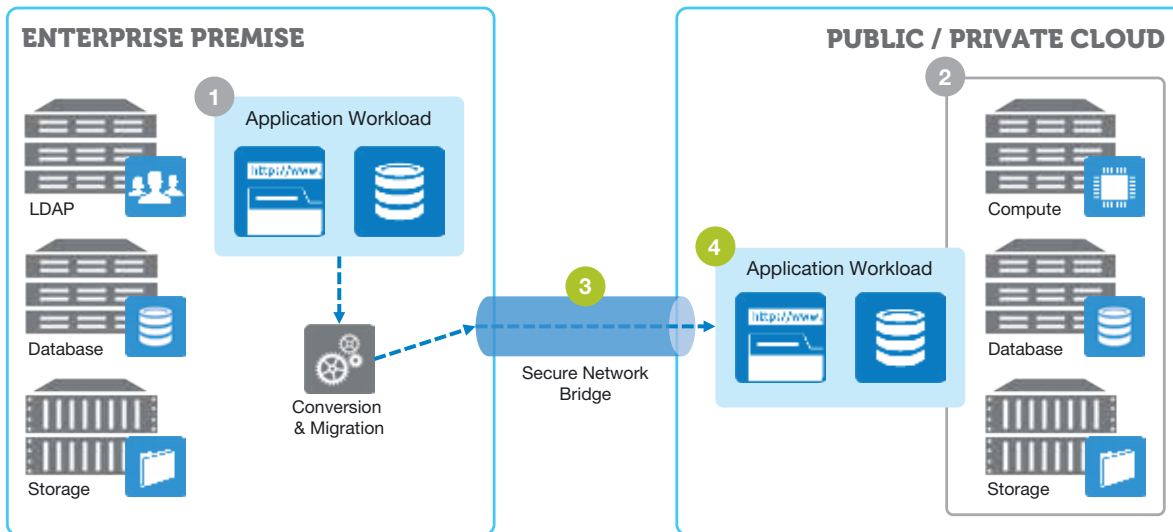 ENTERPRISE PREMISE
1
Application Workload
http://www.
LDAP
Database
Storage
Conversion
& Migration
3
Secure Network
Bridge
PUBLIC / PRIVATE CLOUD
2
4
Application Workload
http://www.
Compute
Database
Storage